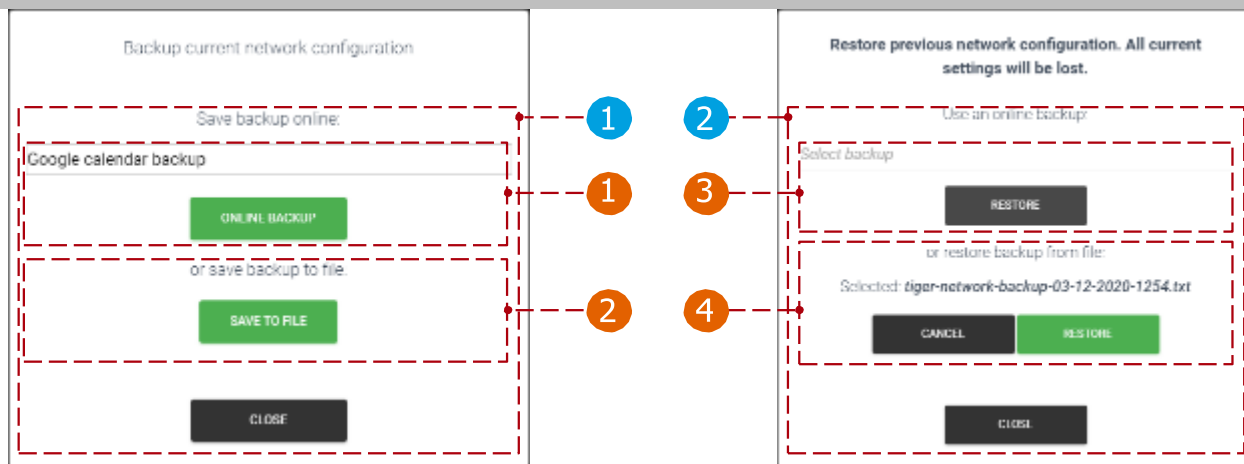 Backup current network configuration
Save backup online:
Google calendar backup
ONLINE BACKUP
or save backup to file.
SAVE TO FILE
CLOSE
1
1
2
Restore previous network configuration. All current
settings will be lost.
2
Use an online backup:
3
Select backup
RESTORE
or restore backup from file:
4
Selected: tiger-network-backup-03-12-2020-1254.txt
CANCEL RESTORE
CLOSE